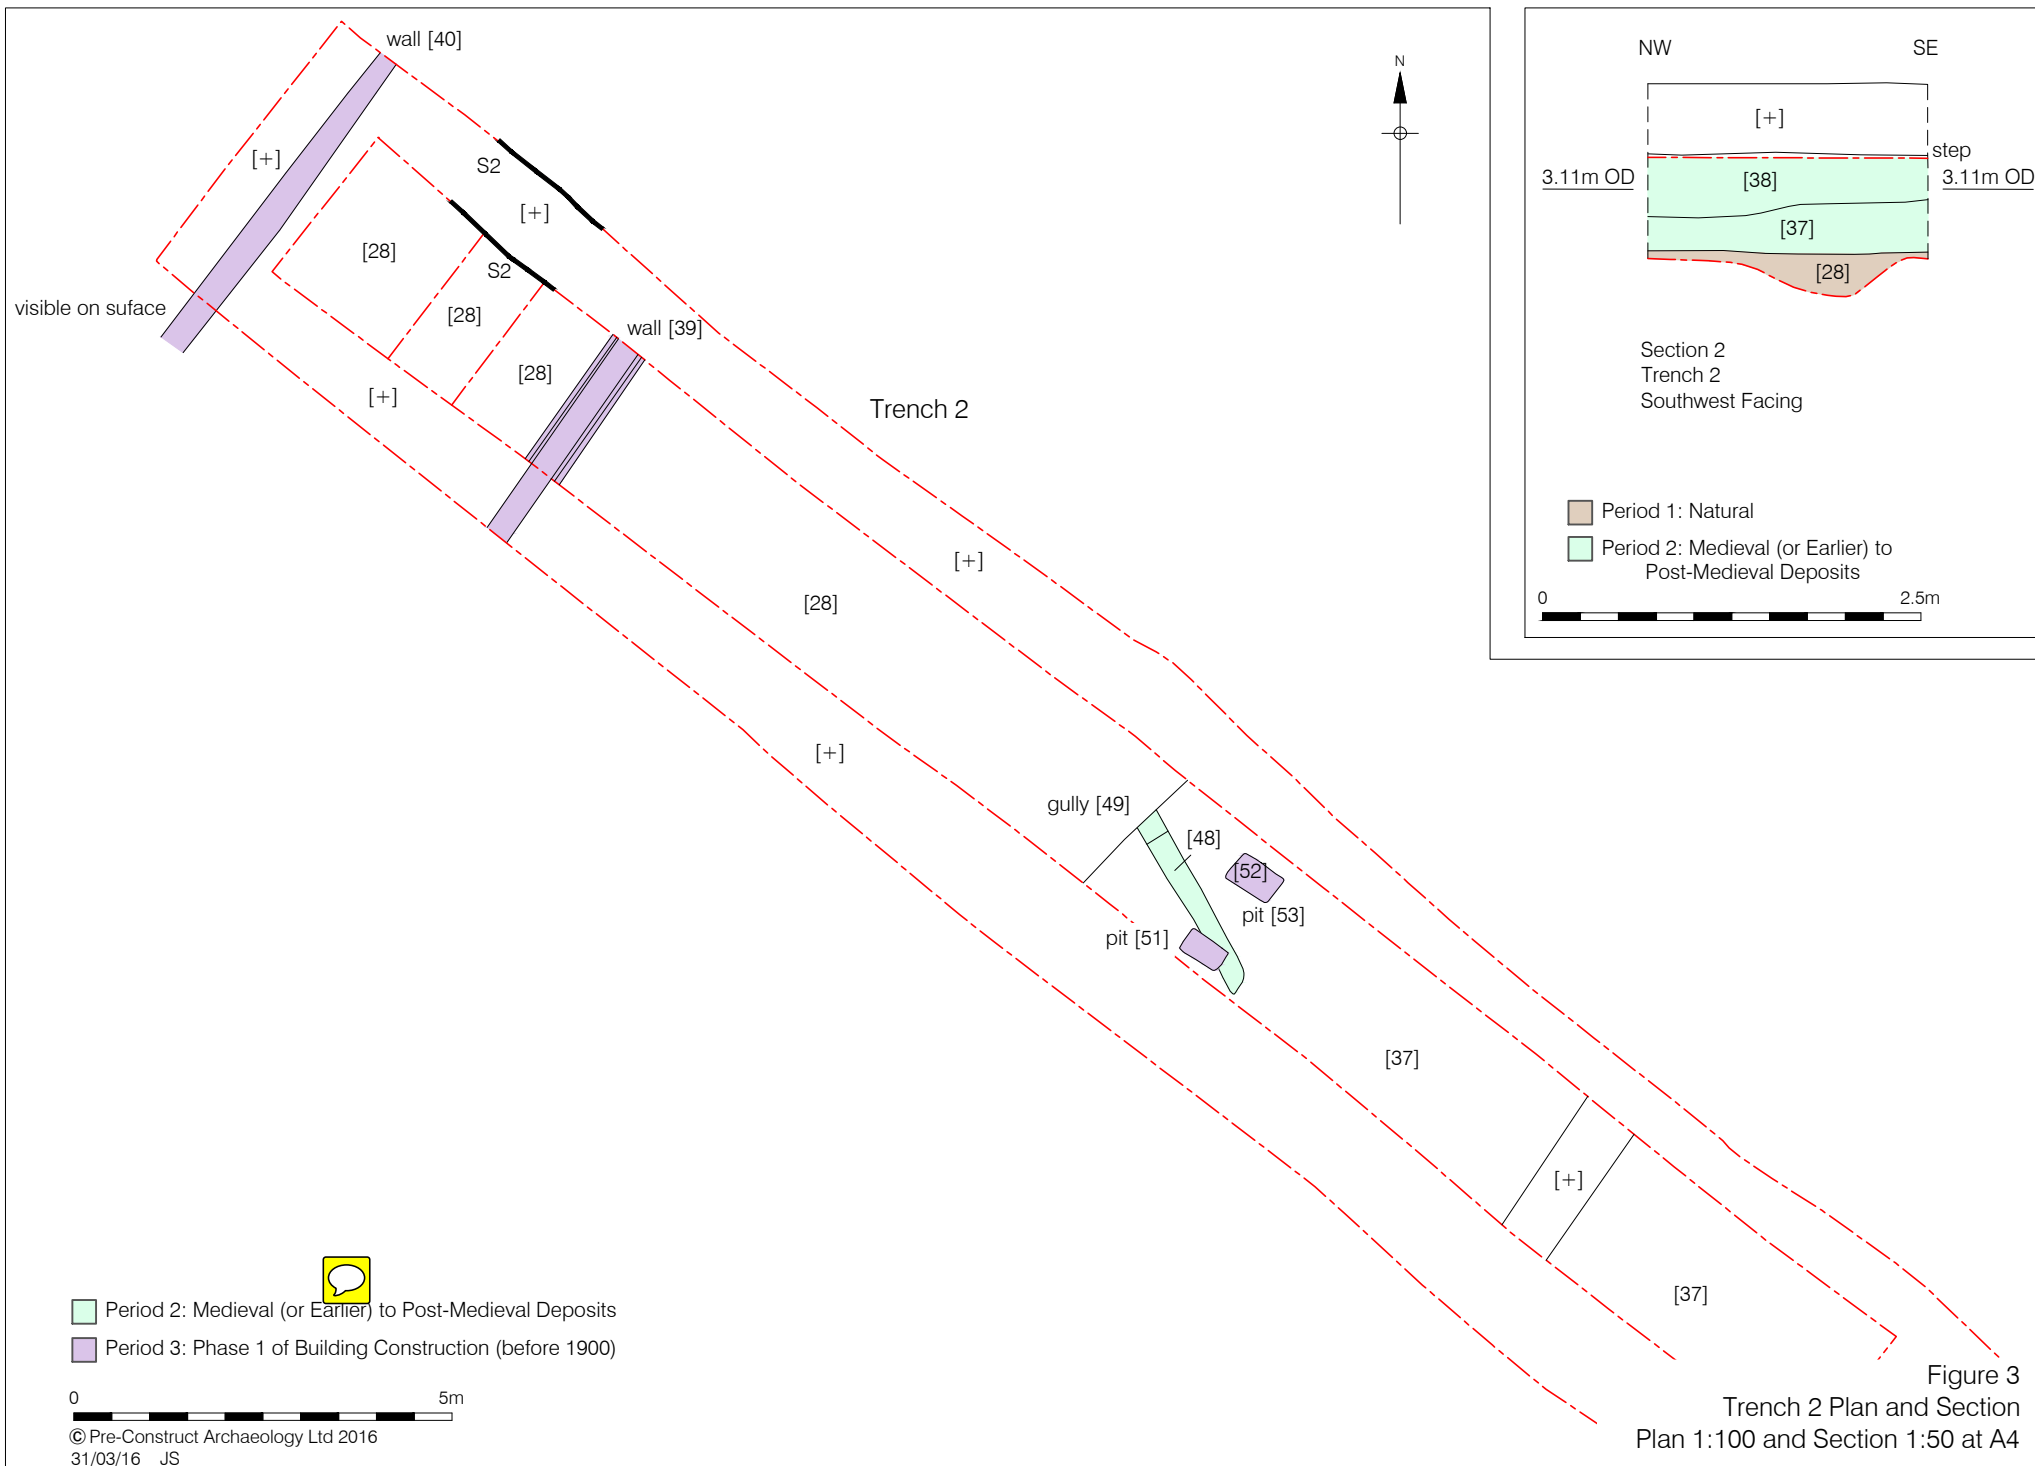 wall [40]
N
[+]
S2
[+]
[28]
S2
visible on suface
[28]
wall [39]
[28]
[+]
Trench 2
[+]
[28]
[+]
gully [49]
[48]
[52]
pit [53]
pit [51]
[37]
[+]
[37]
NW SE
[+]
step
3.11m OD 3.11m OD
[38]
[37]
[28]
Section 2
Trench 2
Southwest Facing
Period 1: Natural
Period 2: Medieval (or Earlier) to
Post-Medieval Deposits
0 2.5m
Period 2: Medieval (or Earlier) to Post-Medieval Deposits
Period 3: Phase 1 of Building Construction (before 1900)
0 5m
© Pre-Construct Archaeology Ltd 2016
31/03/16 JS
Figure 3
Trench 2 Plan and Section
Plan 1:100 and Section 1:50 at A4